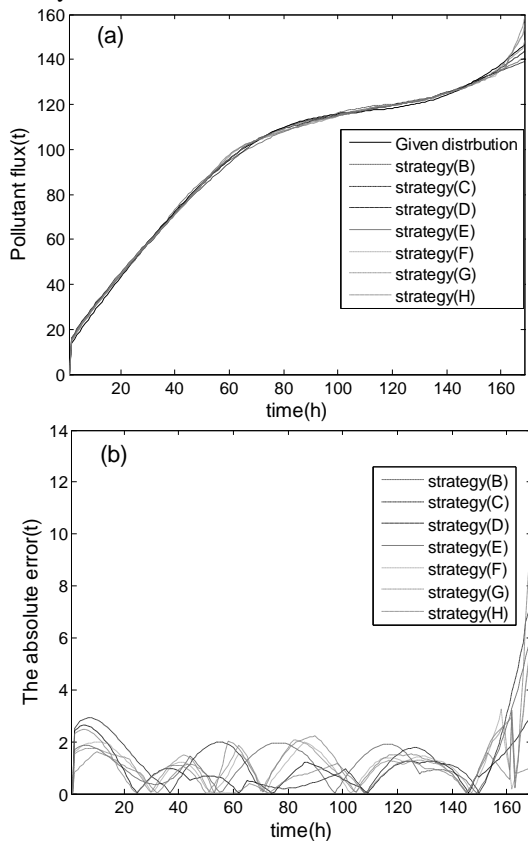 (a)
160
140
120
100
80
60
40
20
0
Pollutant flux(t)
Given distrbution
strategy(B)
strategy(C)
strategy(D)
strategy(E)
strategy(F)
strategy(G)
strategy(H)
20 40 60 80 100 120 140 160
time(h)
(b)
14
12
10
8
6
4
2
0
The absolute error(t)
strategy(B)
strategy(C)
strategy(D)
strategy(E)
strategy(F)
strategy(G)
strategy(H)
20 40 60 80 100 120 140 160
time(h)